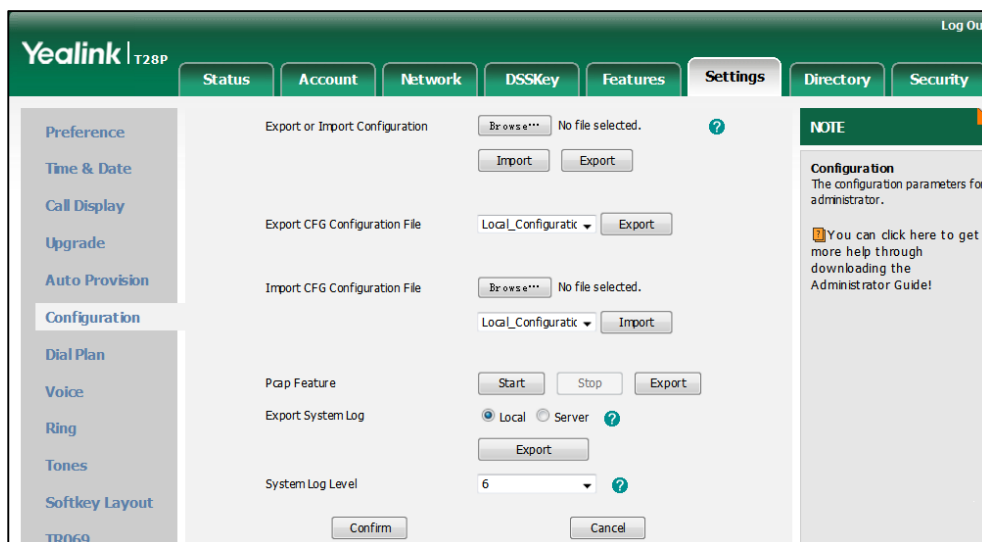 Log Ou
Yealink T28P
Status Account Network DSSKey Features Settings Directory Security
Preference
Time & Date
Call Display
Upgrade
Auto Provision
Configuration
Dial Plan
Voice
Ring
Tones
Softkey Layout
TR069
Export or Import Configuration Browse... No file selected. ?
Import Export
Export CFG Configuration File Local_Configuratic Export
Import CFG Configuration File Browse... No file selected.
Local_Configuratic Import
Pcap Feature Start Stop Export
Export System Log Local Server ?
Export
System Log Level 6 ?
Confirm Cancel
NOTE
Configuration
The configuration parameters for
administrator.
? You can click here to get
more help through
downloading the
Administrator Guide!